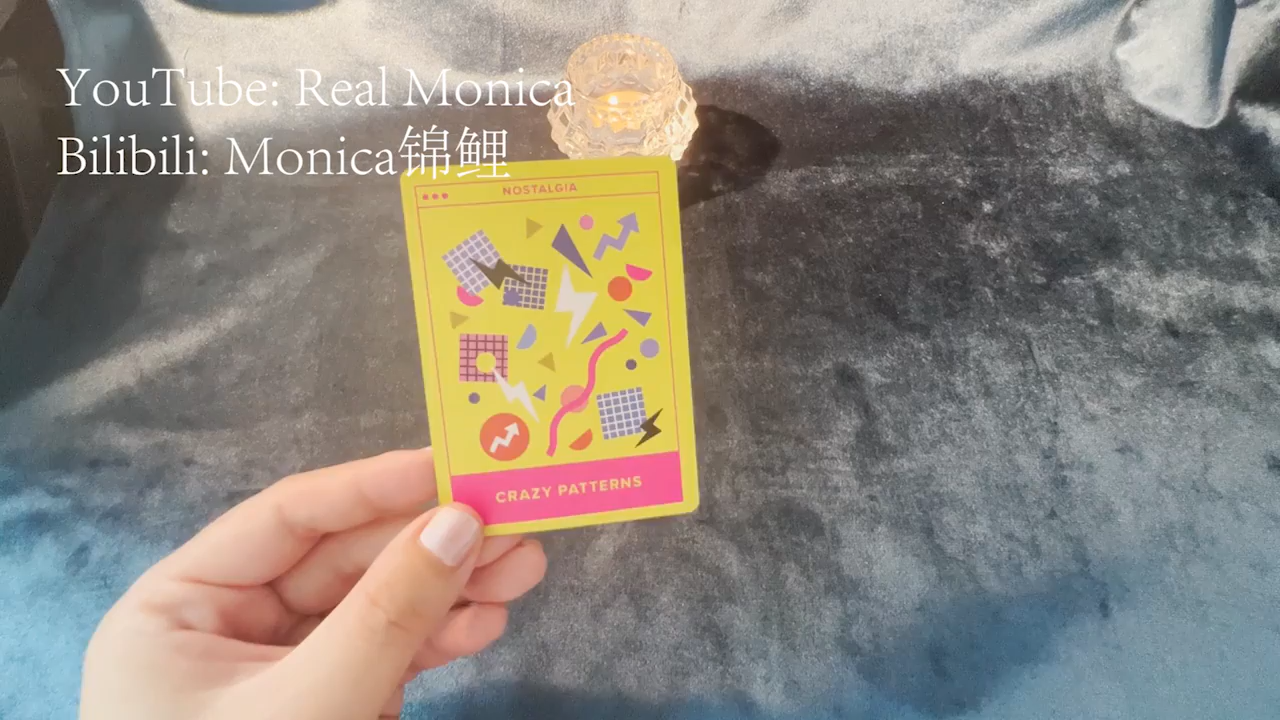 YouTube: Real Monica
Bilibili: Monica锦鲤
NOSTALGIA
CRAZY PATTERNS